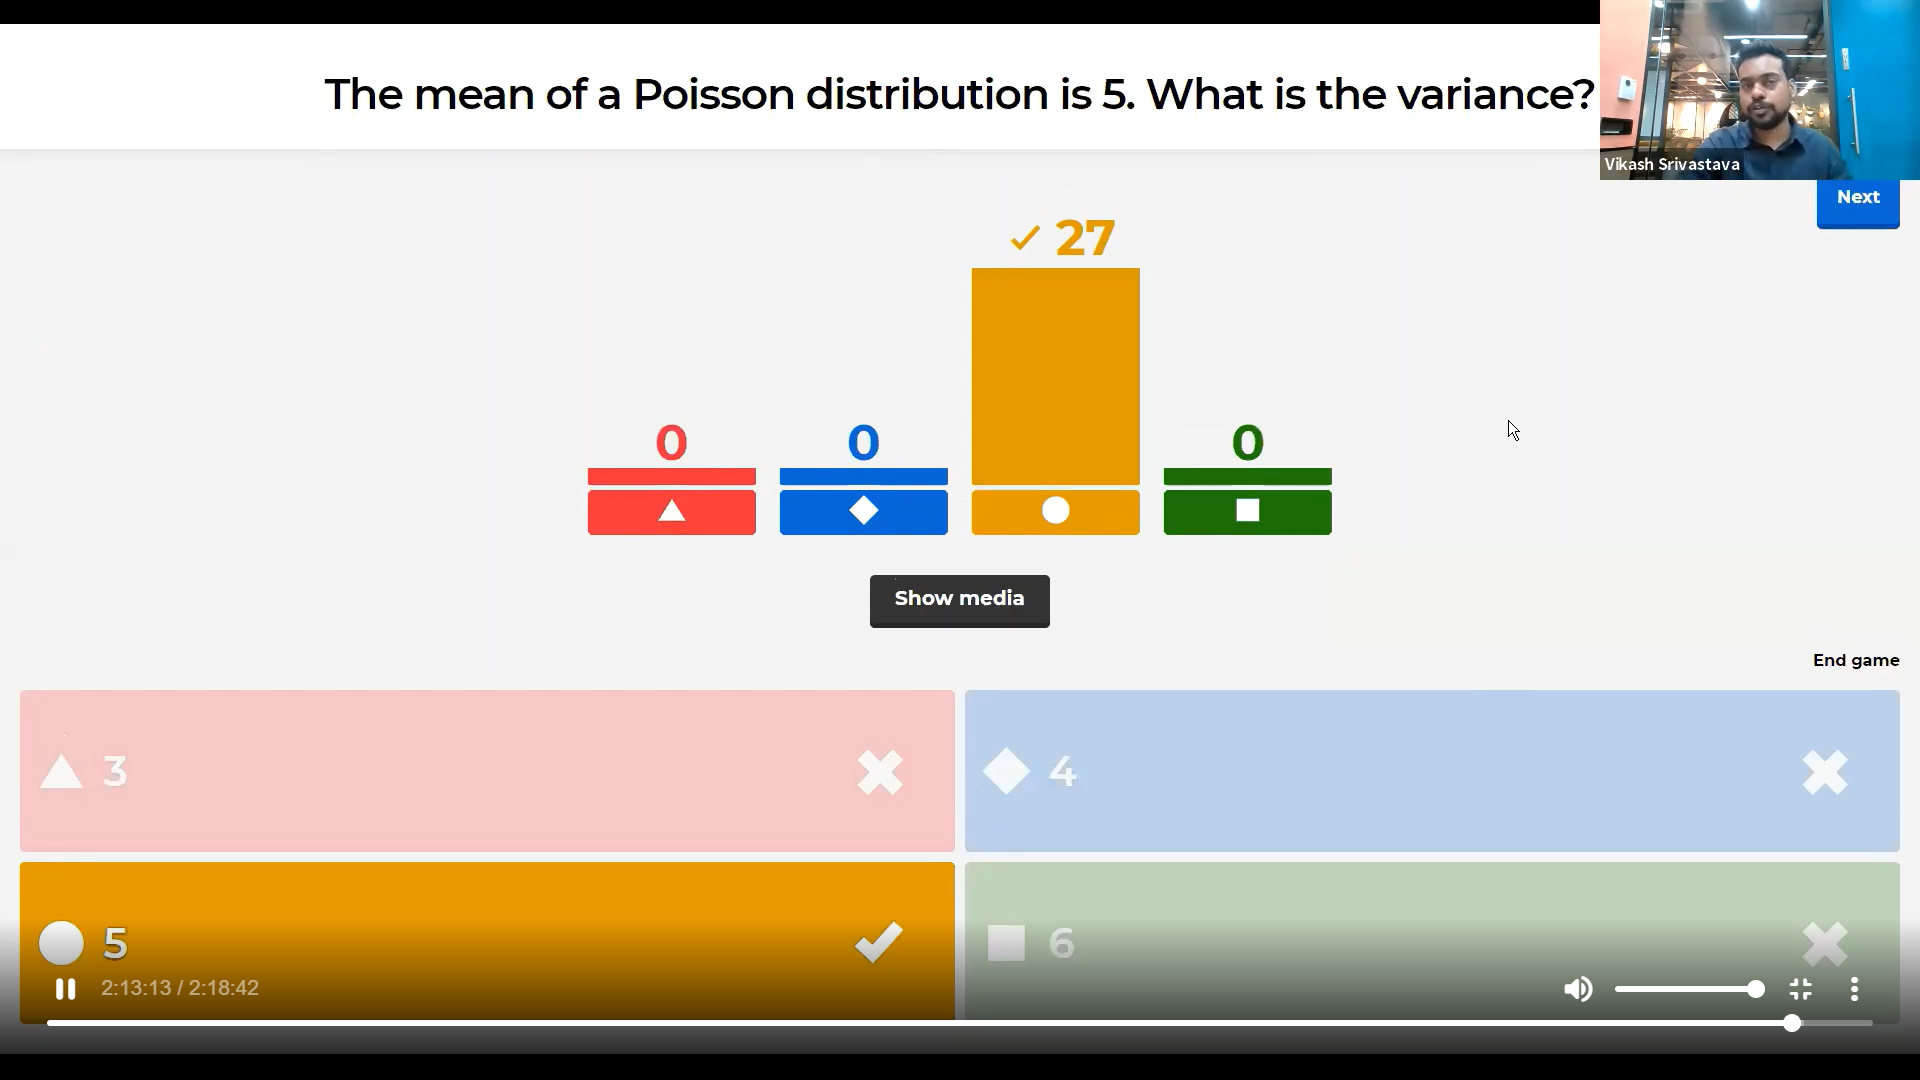 The mean of a Poisson distribution is 5. What is the variance?
Vikash Srivastava
Next
27
0
0
0
Show media
End game
3
4
5
6
2:13:13 / 2:18:42